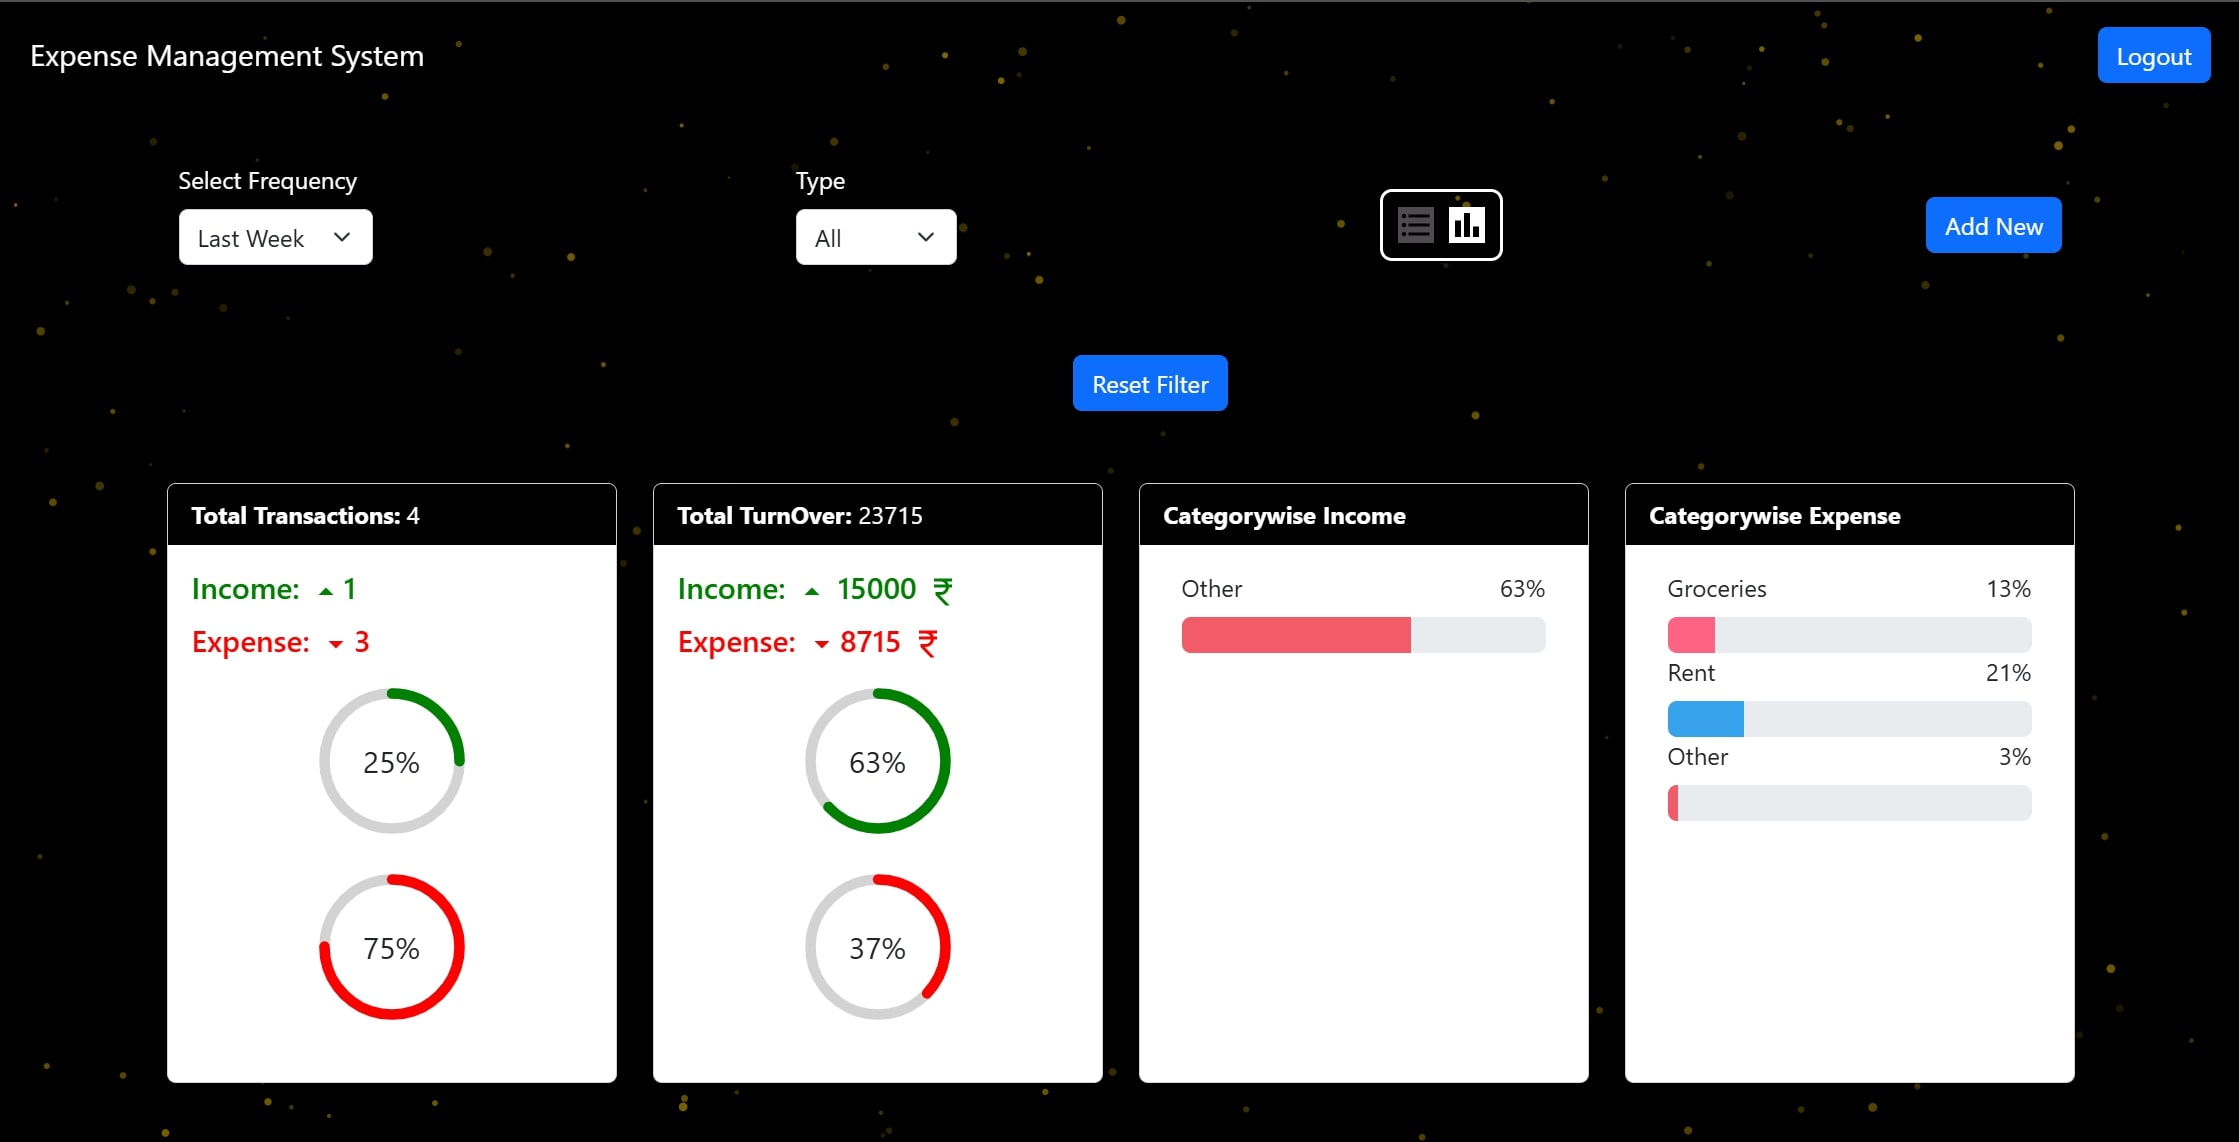 Expense Management System
Logout
Select Frequency
Type
Last Week
All
Add New
Reset Filter
Total Transactions: 4
Income: 1
Expense: 3
25%
75%
Total TurnOver: 23715
Income: 15000 ₹
Expense: 8715 ₹
63%
37%
Categorywise Income
Other 63%
Categorywise Expense
Groceries 13%
Rent 21%
Other 3%